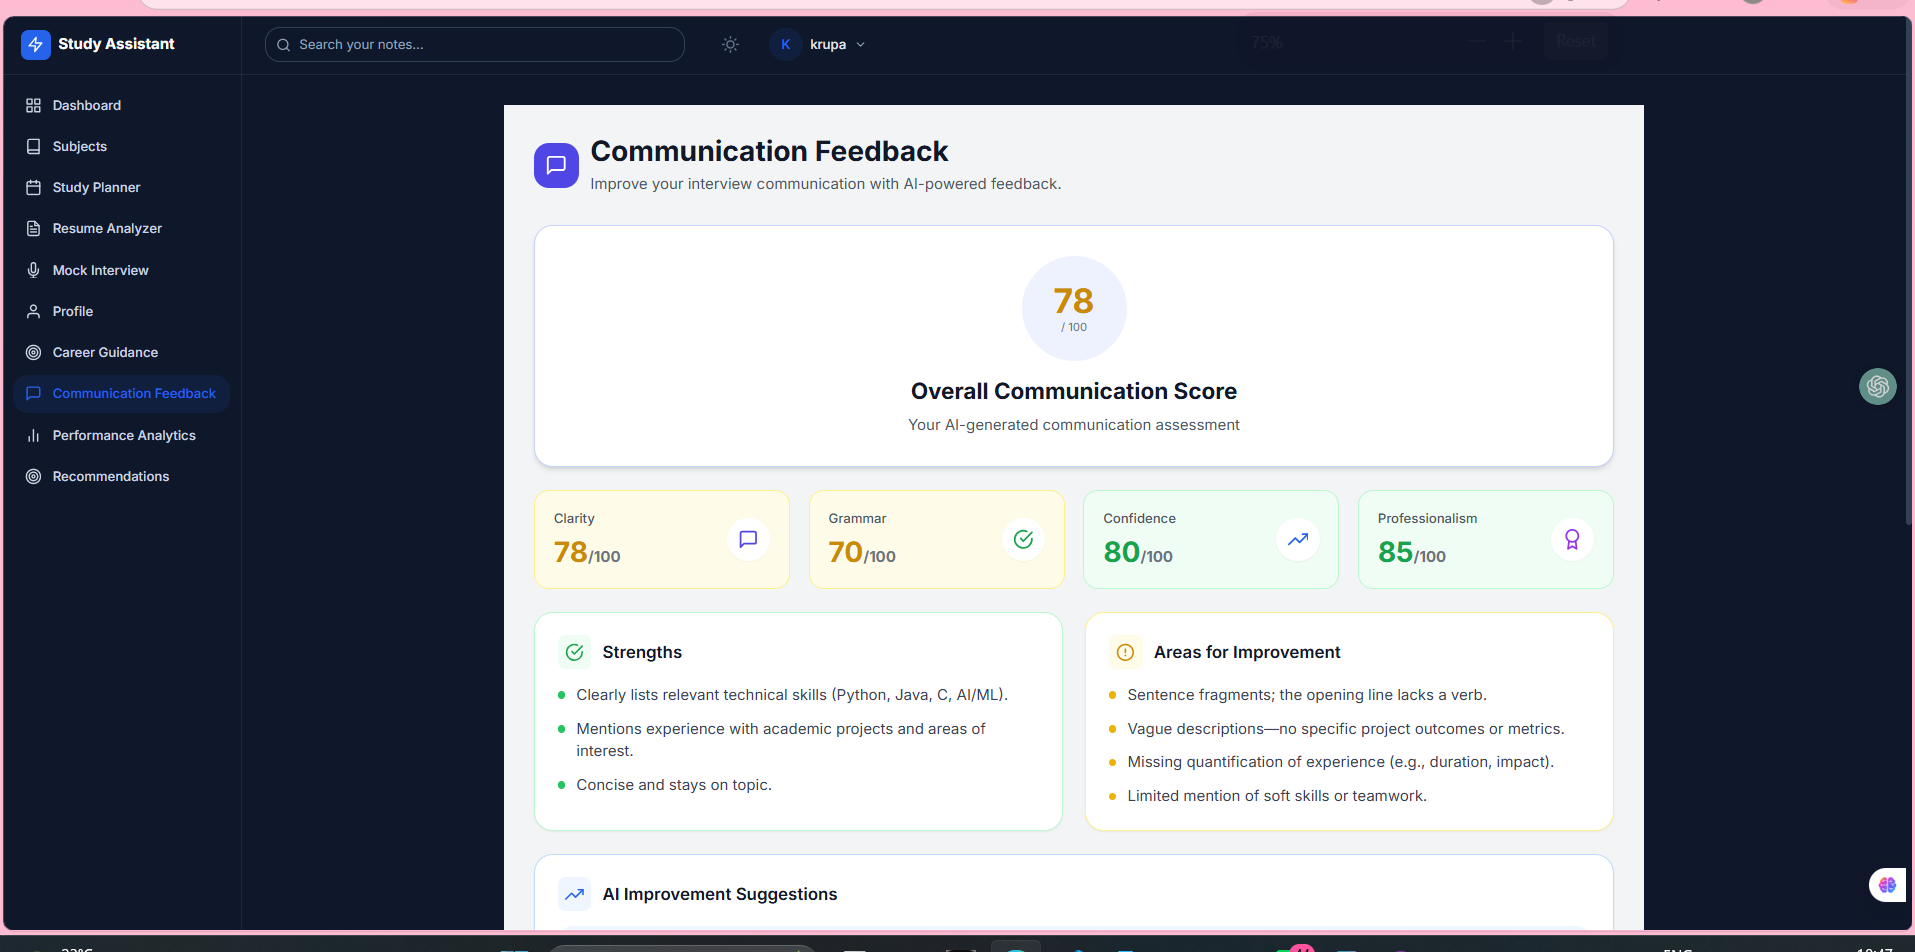 Study Assistant
Search your notes...
K
krupa
75%
Reset
Dashboard
Subjects
Study Planner
Resume Analyzer
Mock Interview
Profile
Career Guidance
Communication Feedback
Performance Analytics
Recommendations
Communication Feedback
Improve your interview communication with AI-powered feedback.
78
/ 100
Overall Communication Score
Your AI-generated communication assessment
Clarity
78/100
Grammar
70/100
Confidence
80/100
Professionalism
85/100
Strengths
Clearly lists relevant technical skills (Python, Java, C, AI/ML).
Mentions experience with academic projects and areas of
interest.
Concise and stays on topic.
Areas for Improvement
Sentence fragments; the opening line lacks a verb.
Vague descriptions—no specific project outcomes or metrics.
Missing quantification of experience (e.g., duration, impact).
Limited mention of soft skills or teamwork.
AI Improvement Suggestions